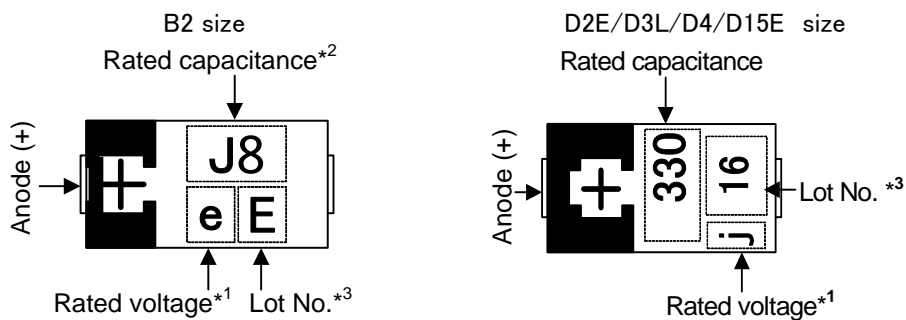 B2 size
Rated capacitance*2
Anode (+)
+
J8
e E
Rated voltage*1 Lot No.*3
D2E/D3L/D4/D15E size
Rated capacitance
Anode (+)
+
330
16
j
Lot No. *3
Rated voltage*1